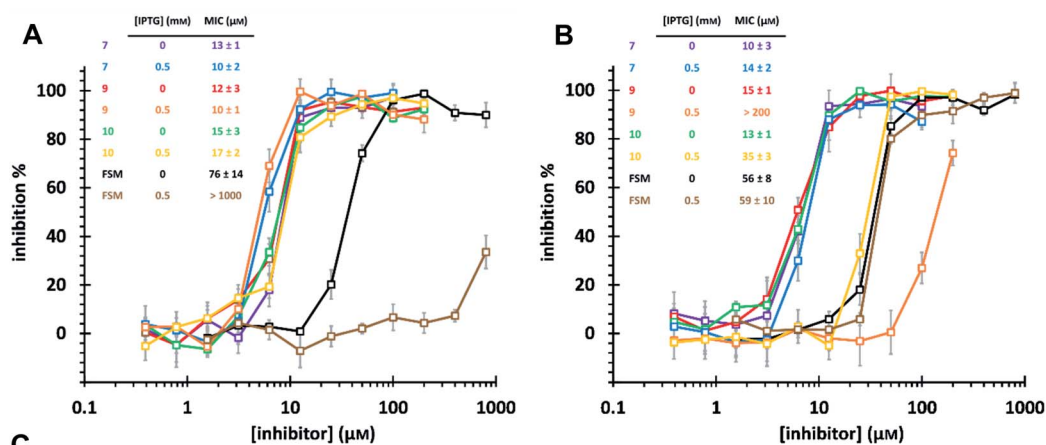 A
[IPTG] (mM) MIC (μM)
7 0 13 ± 1
7 0.5 10 ± 2
9 0 12 ± 3
9 0.5 10 ± 1
10 0 15 ± 3
10 0.5 17 ± 2
FSM 0 76 ± 14
FSM 0.5 > 1000
inhibition %
100
80
60
40
20
0
0.1 1 10 100 1000
[inhibitor] (μM)
B
[IPTG] (mM) MIC (μM)
7 0 10 ± 3
7 0.5 14 ± 2
9 0 15 ± 1
9 0.5 > 200
10 0 13 ± 1
10 0.5 35 ± 3
FSM 0 56 ± 8
FSM 0.5 59 ± 10
inhibition %
100
80
60
40
20
0
0.1 1 10 100 1000
[inhibitor] (μM)